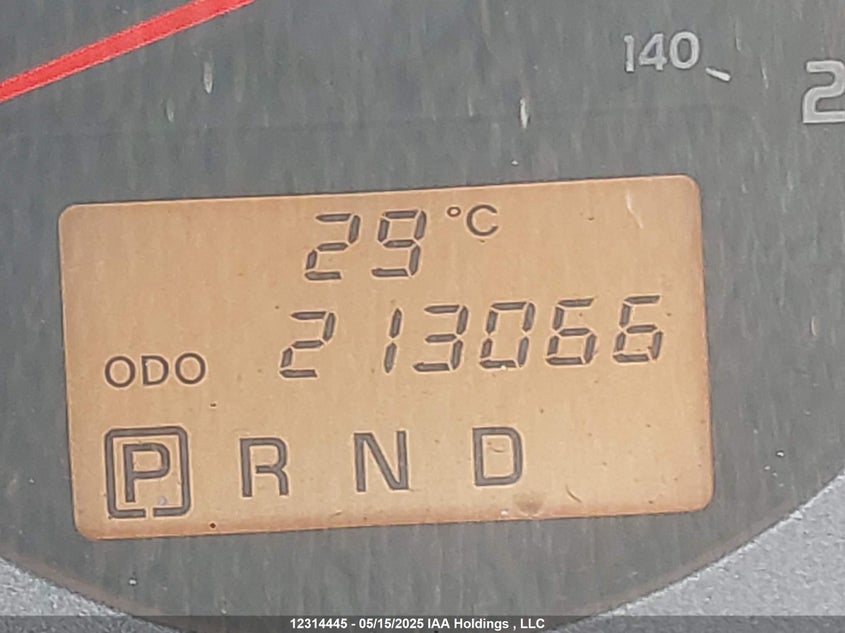 140
2
29°C
ODO 213066
P R N D
12314445 - 05/15/2025 IAA Holdings , LLC